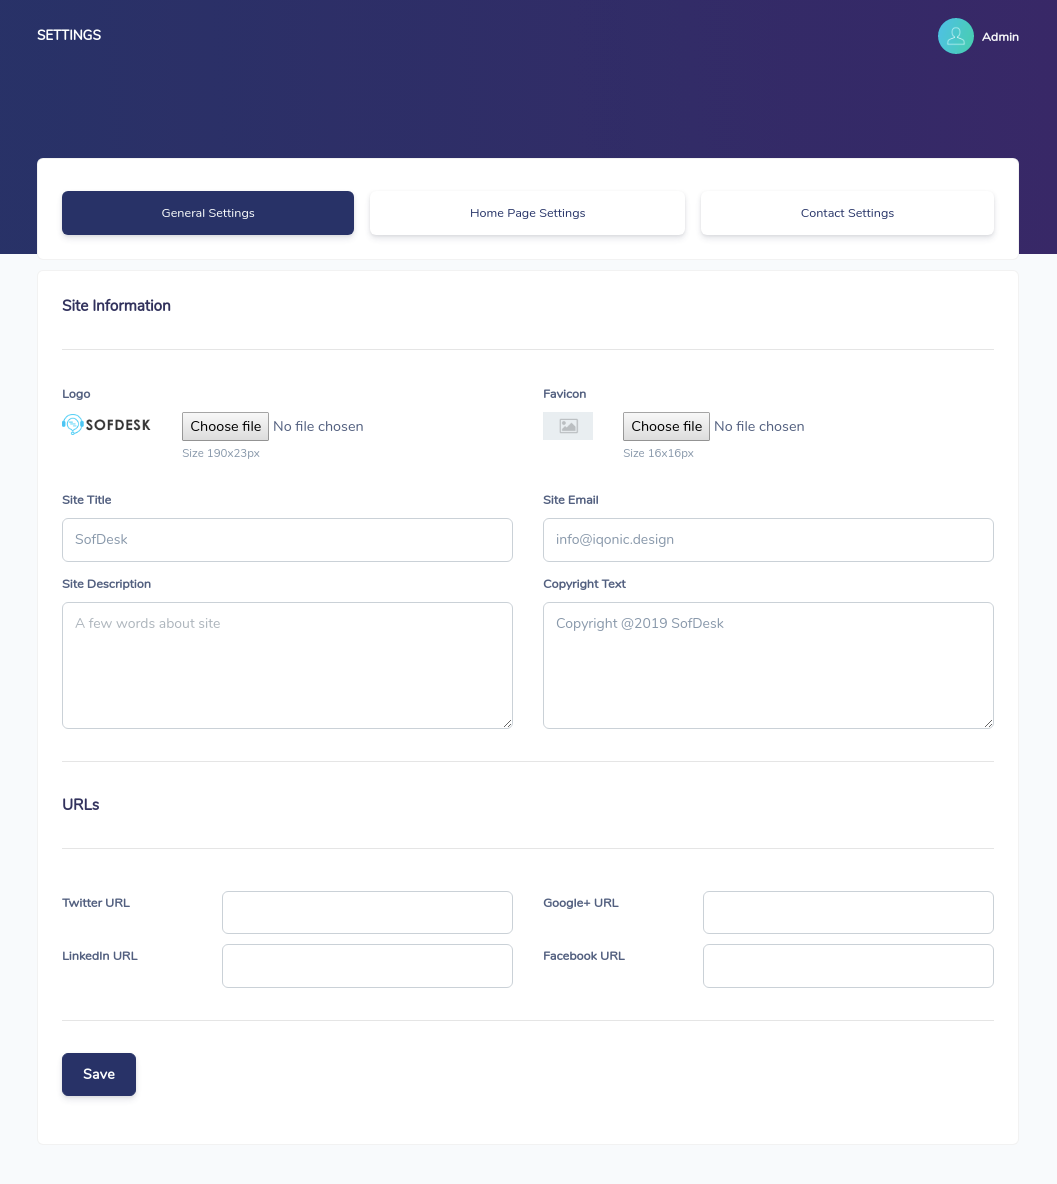 SETTINGS
Admin
General Settings
Home Page Settings
Contact Settings
Site Information
Logo
Favicon
SOFDESK
Choose file No file chosen
Choose file No file chosen
Size 190x23px
Size 16x16px
Site Title
Site Email
SofDesk
info@iqonic.design
Site Description
Copyright Text
A few words about site
Copyright @2019 SofDesk
URLs
Twitter URL
Google+ URL
LinkedIn URL
Facebook URL
Save